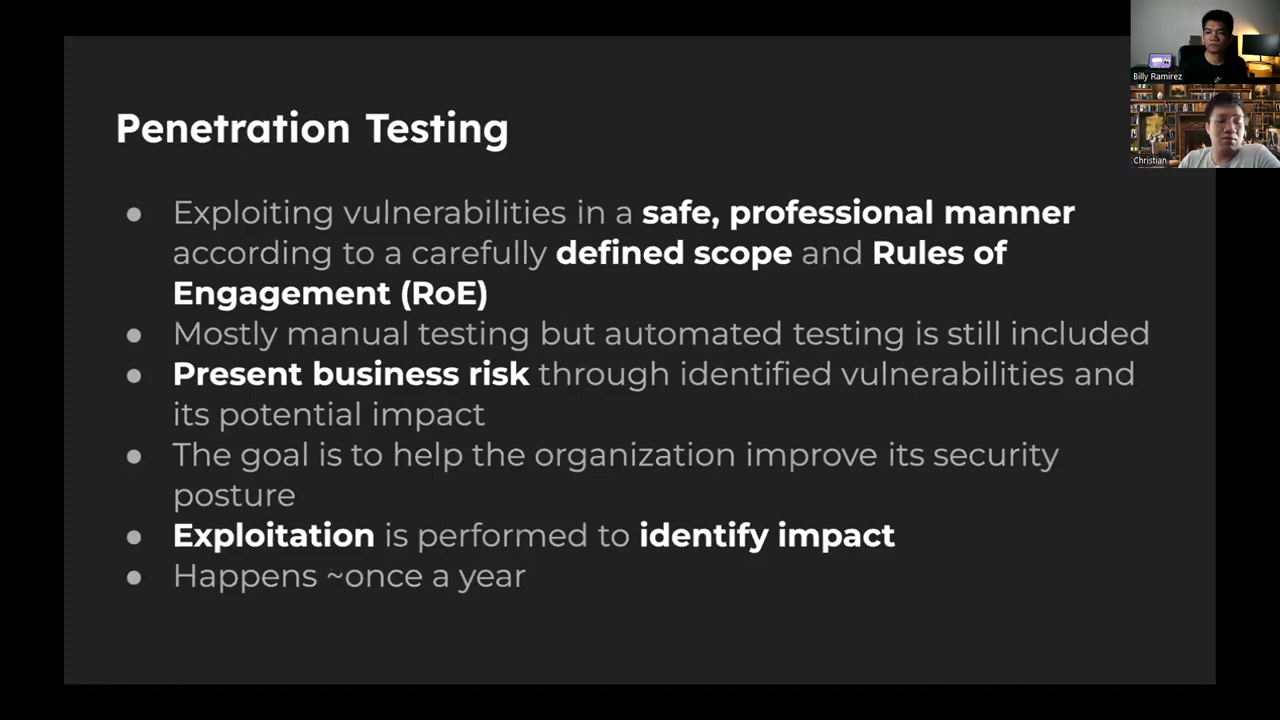 Penetration Testing
● Exploiting vulnerabilities in a safe, professional manner
according to a carefully defined scope and Rules of
Engagement (RoE)
● Mostly manual testing but automated testing is still included
● Present business risk through identified vulnerabilities and
its potential impact
● The goal is to help the organization improve its security
posture
● Exploitation is performed to identify impact
● Happens ~once a year
Billy Ramirez
Christian